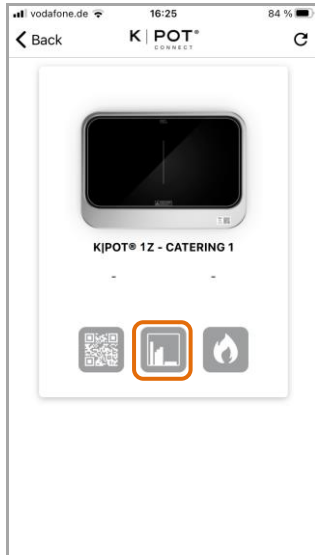 vodafone.de 16:25 84 %
Back K | POT® C
CONNECT
K|POT® 1Z - CATERING 1
- -